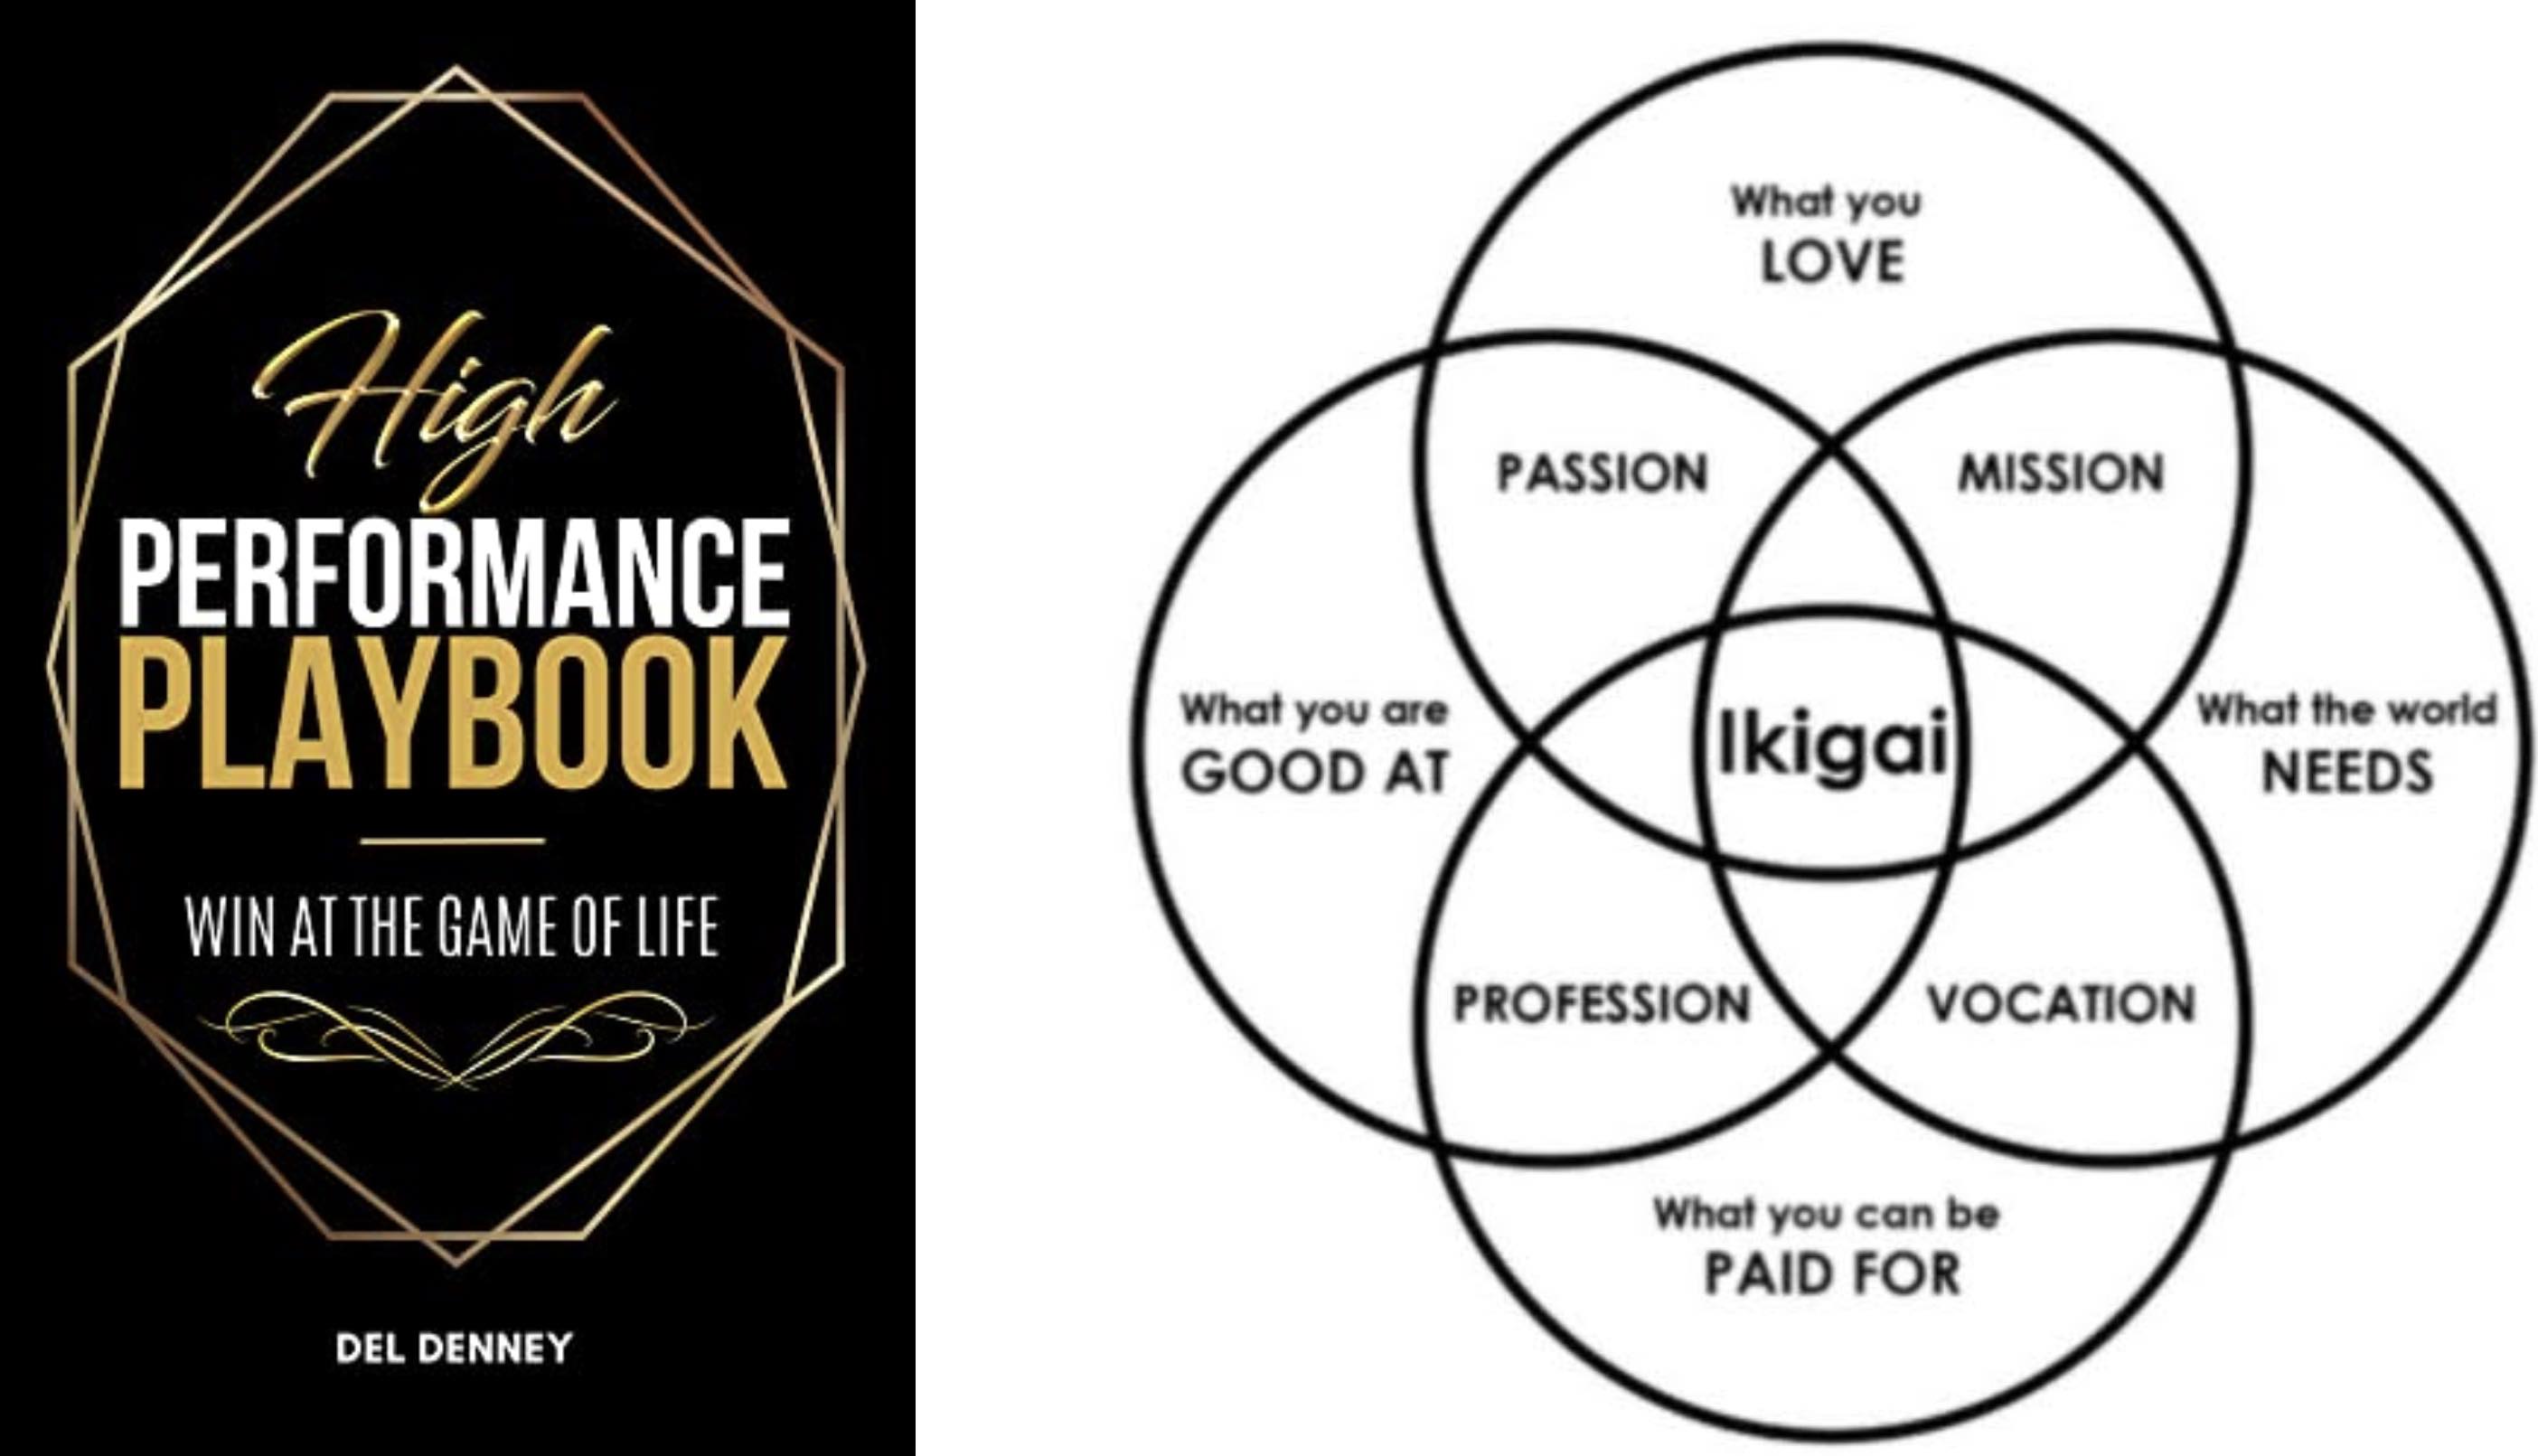 High
PERFORMANCE
PLAYBOOK
WIN AT THE GAME OF LIFE
DEL DENNEY
What you
LOVE
PASSION
MISSION
What you are
GOOD AT
Ikigai
What the world
NEEDS
PROFESSION
VOCATION
What you can be
PAID FOR